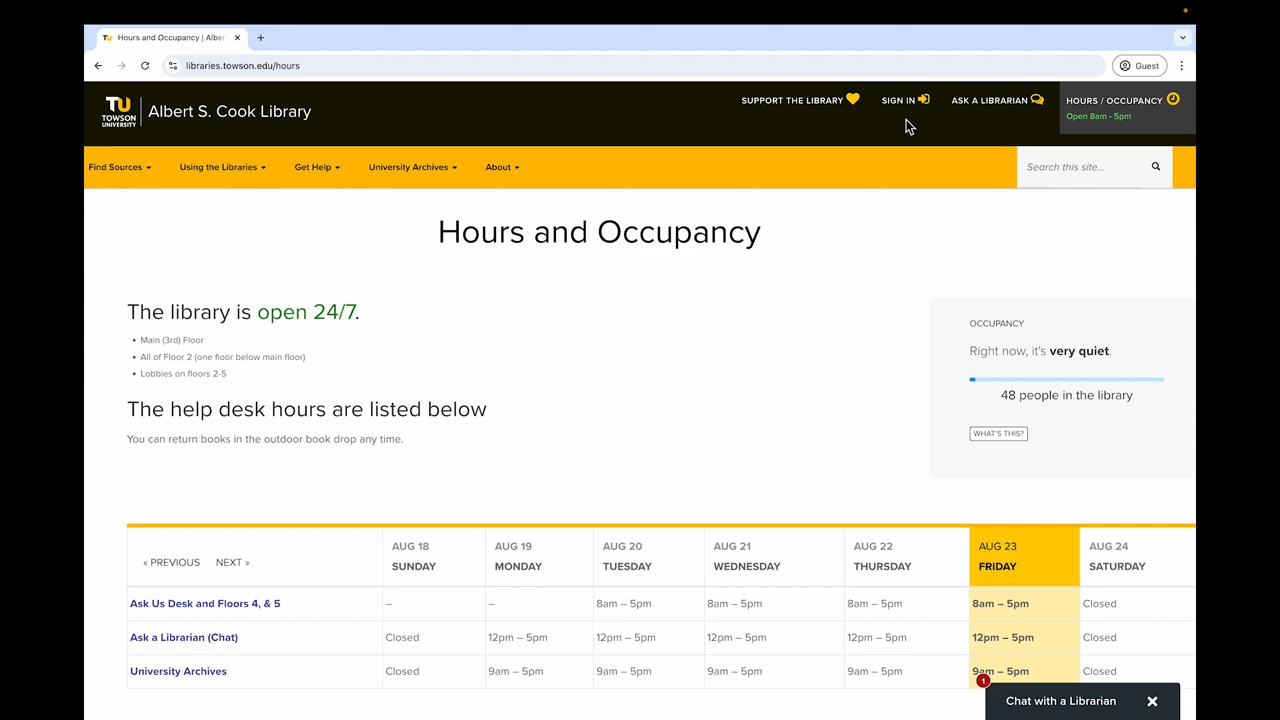 Hours and Occupancy | Alber
libraries.towson.edu/hours
Guest
TU
TOWSON
UNIVERSITY
Albert S. Cook Library
SUPPORT THE LIBRARY
SIGN IN
ASK A LIBRARIAN
HOURS / OCCUPANCY
Open 8am - 5pm
Find Sources
Using the Libraries
Get Help
University Archives
About
Search this site...
Hours and Occupancy
The library is open 24/7.
• Main (3rd) Floor
• All of Floor 2 (one floor below main floor)
• Lobbies on floors 2-5
The help desk hours are listed below
You can return books in the outdoor book drop any time.
OCCUPANCY
Right now, it's very quiet.
48 people in the library
WHAT'S THIS?
« PREVIOUS NEXT »
AUG 18 SUNDAY
AUG 19 MONDAY
AUG 20 TUESDAY
AUG 21 WEDNESDAY
AUG 22 THURSDAY
AUG 23 FRIDAY
AUG 24 SATURDAY
Ask Us Desk and Floors 4, & 5 – – 8am – 5pm 8am – 5pm 8am – 5pm 8am – 5pm Closed
Ask a Librarian (Chat) Closed 12pm – 5pm 12pm – 5pm 12pm – 5pm 12pm – 5pm 12pm – 5pm Closed
University Archives Closed 9am – 5pm 9am – 5pm 9am – 5pm 9am – 5pm 9am – 5pm Closed
1
Chat with a Librarian